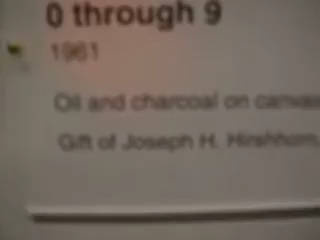 0 through 9
1961
Oil and charcoal on canvas
Gift of Joseph H. Hirshhorn,